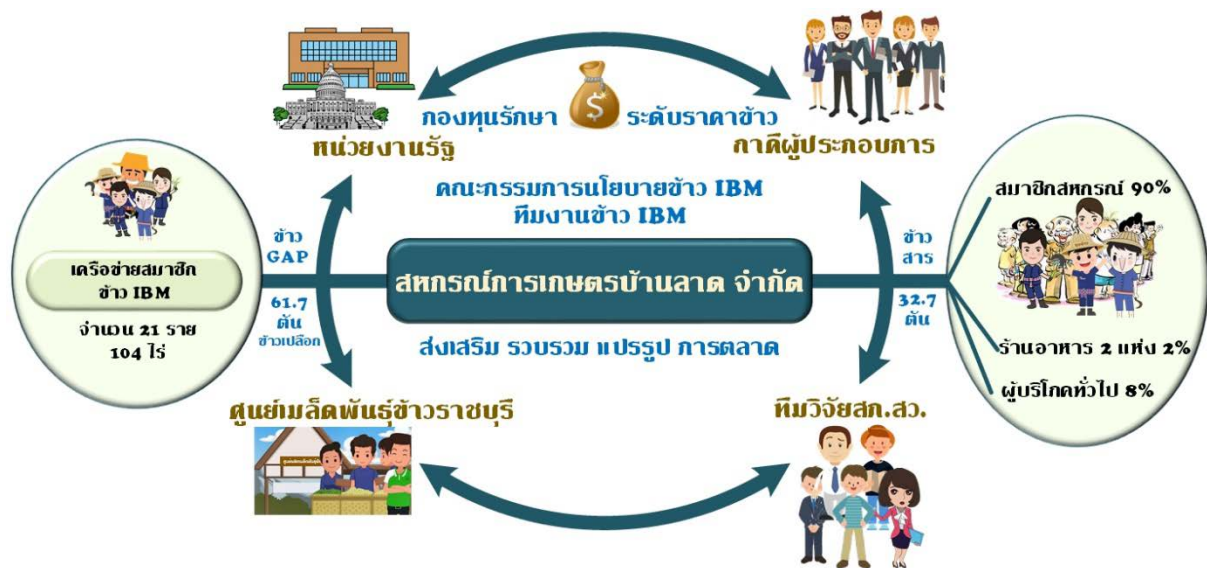 กองทุนรักษา
ระดับราคาข้าว
หน่วยงานรัฐ
ภาคีผู้ประกอบการ
คณะกรรมการนโยบายข้าว IBM
ทีมงานข้าว IBM
เครือข่ายสมาชิก
ข้าว IBM
จำนวน 21 ราย
104 ไร่
ข้าว
GAP
61.7
ตัน
ข้าวเปลือก
สหกรณ์การเกษตรบ้านลาด จำกัด
ส่งเสริม รวบรวม แปรรูป การตลาด
ข้าว
สาร
32.7
ตัน
สมาชิกสหกรณ์ 90%
ร้านอาหาร 2 แห่ง 2%
ผู้บริโภคทั่วไป 8%
ศูนย์เมล็ดพันธุ์ข้าวราชบุรี
ทีมวิจัยสก.สว.